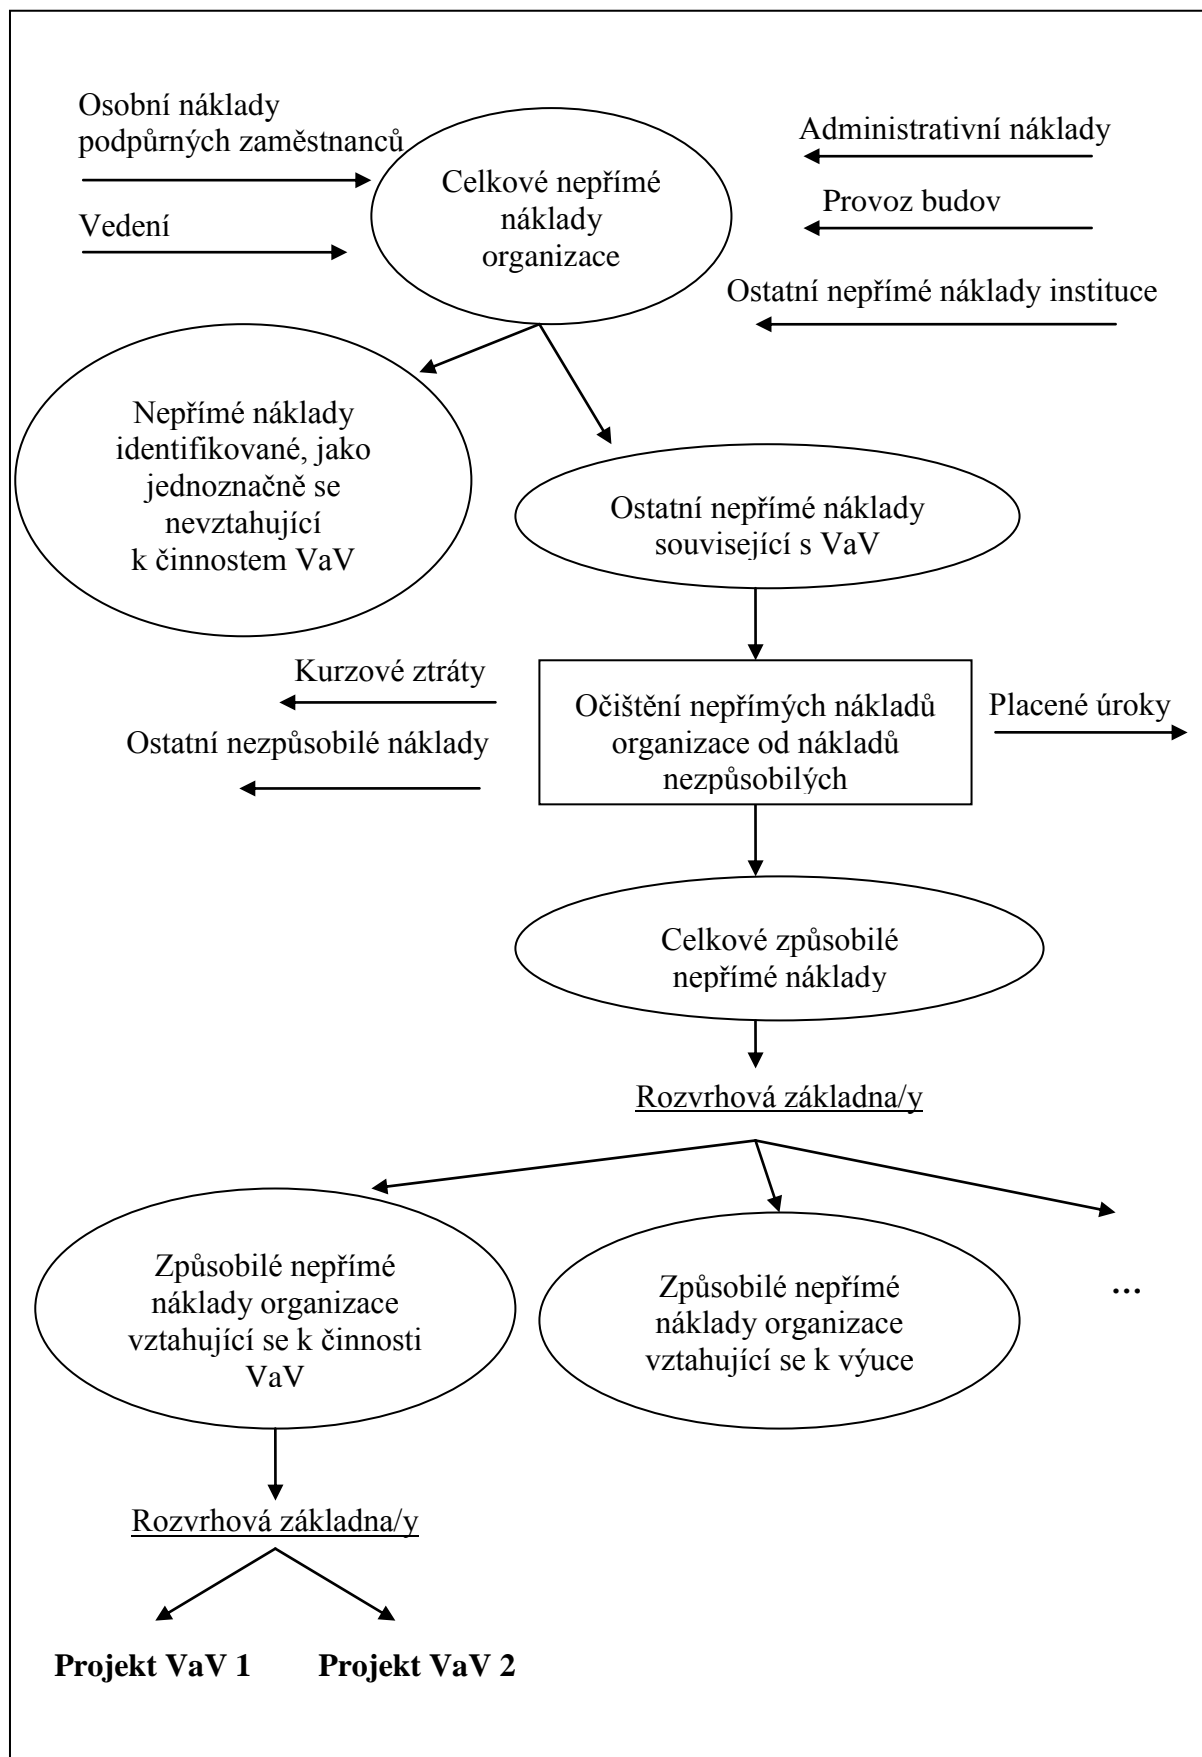 Osobní náklady
podpůrných zaměstnanců
Vedení
Celkové nepřímé
náklady
organizace
Administrativní náklady
Provoz budov
Ostatní nepřímé náklady instituce
Nepřímé náklady
identifikované, jako
jednoznačně se
nevztahující
k činnostem VaV
Ostatní nepřímé náklady
související s VaV
Kurzové ztráty
Ostatní nezpůsobilé náklady
Očištění nepřímých nákladů
organizace od nákladů
nezpůsobilých
Placené úroky
Celkové způsobilé
nepřímé náklady
Rozvrhová základna/y
Způsobilé nepřímé
náklady organizace
vztahující se k činnosti
VaV
Způsobilé nepřímé
náklady organizace
vztahující se k výuce
...
Rozvrhová základna/y
Projekt VaV 1
Projekt VaV 2